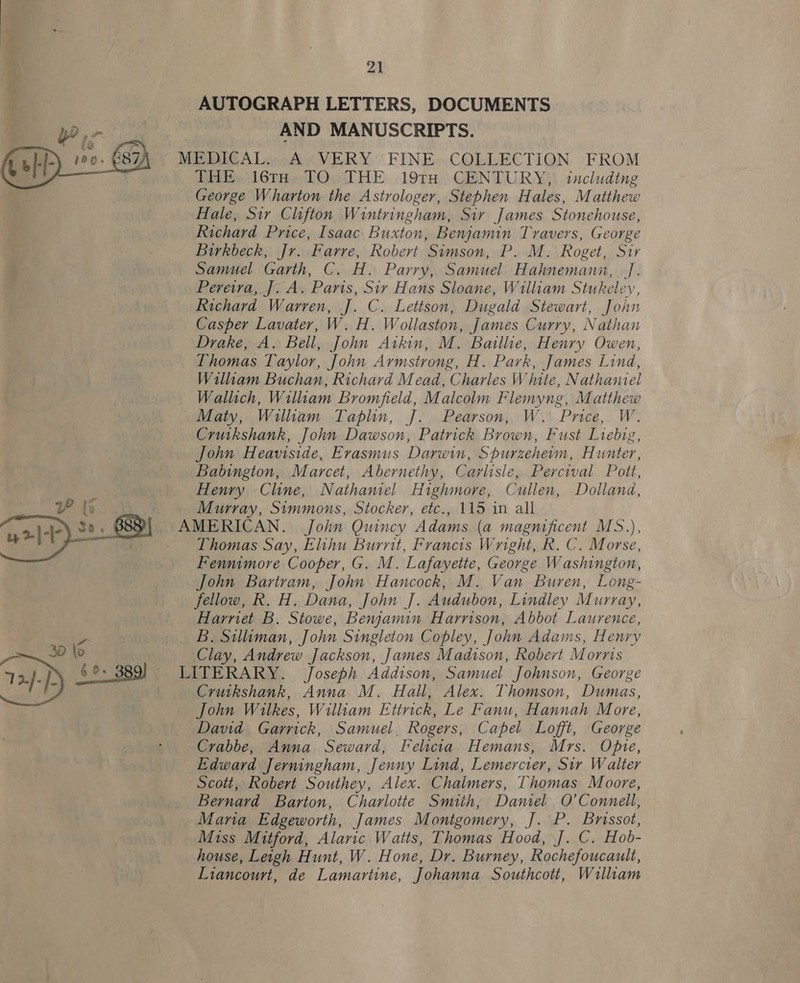 21
AUTOGRAPH LETTERS, DOCUMENTS
AND MANUSCRIPTS.
100. 387) MEDICAL. A VERY FINE COLLECTION FROM
THE 16TH TO THE 19TH CENTURY, including
George Wharton the Astrologer, Stephen Hales, Matthew
Hale, Sir Clifton Wintringham, Sir James Stonehouse,
Richard Price, Isaac Buxton, Benjamin Travers, George
Birkbeck, Jr. Farre, Robert Simson, P. M. Roget, Sir
Samuel Garth, C. H. Parry, Samuel Hahnemann, J.
Pereira, J. A. Paris, Sir Hans Sloane, William Stukeley,
Richard Warren, J. C. Lettson, Dugald Stewart, John
Casper Lavater, W. H. Wollaston, James Curry, Nathan
Drake, A. Bell, John Aikin, M. Baillie, Henry Owen,
Thomas Taylor, John Armstrong, H. Park, James Lind,
William Buchan, Richard Mead, Charles White, Nathaniel
Wallich, William Bromfield, Malcolm Flemyng, Matthew
Maty, William Taplin, J. Pearson, W. Price, W.
Cruikshank, John Dawson, Patrick Brown, Fust Liebig,
John Heaviside, Erasmus Darwin, Spurzeheim, Hunter,
Babington, Marcet, Abernethy, Carlisle, Percival Pott,
Henry Cline, Nathaniel Highmore, Cullen, Dolland,
Murray, Simmons, Stocker, etc., 115 in all
30. 388) AMERICAN. John Quincy Adams (a magnificent MS.),
Thomas Say, Elihu Burrit, Francis Wright, R. C. Morse,
Fennimore Cooper, G. M. Lafayette, George Washington,
John Bartram, John Hancock, M. Van Buren, Long-
fellow, R. H. Dana, John J. Audubon, Lindley Murray,
Harriet B. Stowe, Benjamin Harrison, Abbot Laurence,
B. Silliman, John Singleton Copley, John Adams, Henry
Clay, Andrew Jackson, James Madison, Robert Morris
60. 389) LITERARY. Joseph Addison, Samuel Johnson, George
Cruikshank, Anna M. Hall, Alex. Thomson, Dumas,
John Wilkes, William Ettrick, Le Fanu, Hannah More,
David Garrick, Samuel Rogers, Capel Lofft, George
Crabbe, Anna Seward, Felicia Hemans, Mrs. Opie,
Edward Jerningham, Jenny Lind, Lemercier, Sir Walter
Scott, Robert Southey, Alex. Chalmers, Thomas Moore,
Bernard Barton, Charlotte Smith, Daniel O'Connell,
Maria Edgeworth, James Montgomery, J. P. Brissot,
Miss Mitford, Alaric Watts, Thomas Hood, J. C. Hob-
house, Leigh Hunt, W. Hone, Dr. Burney, Rochefoucault,
Liancourt, de Lamartine, Johanna Southcott, William